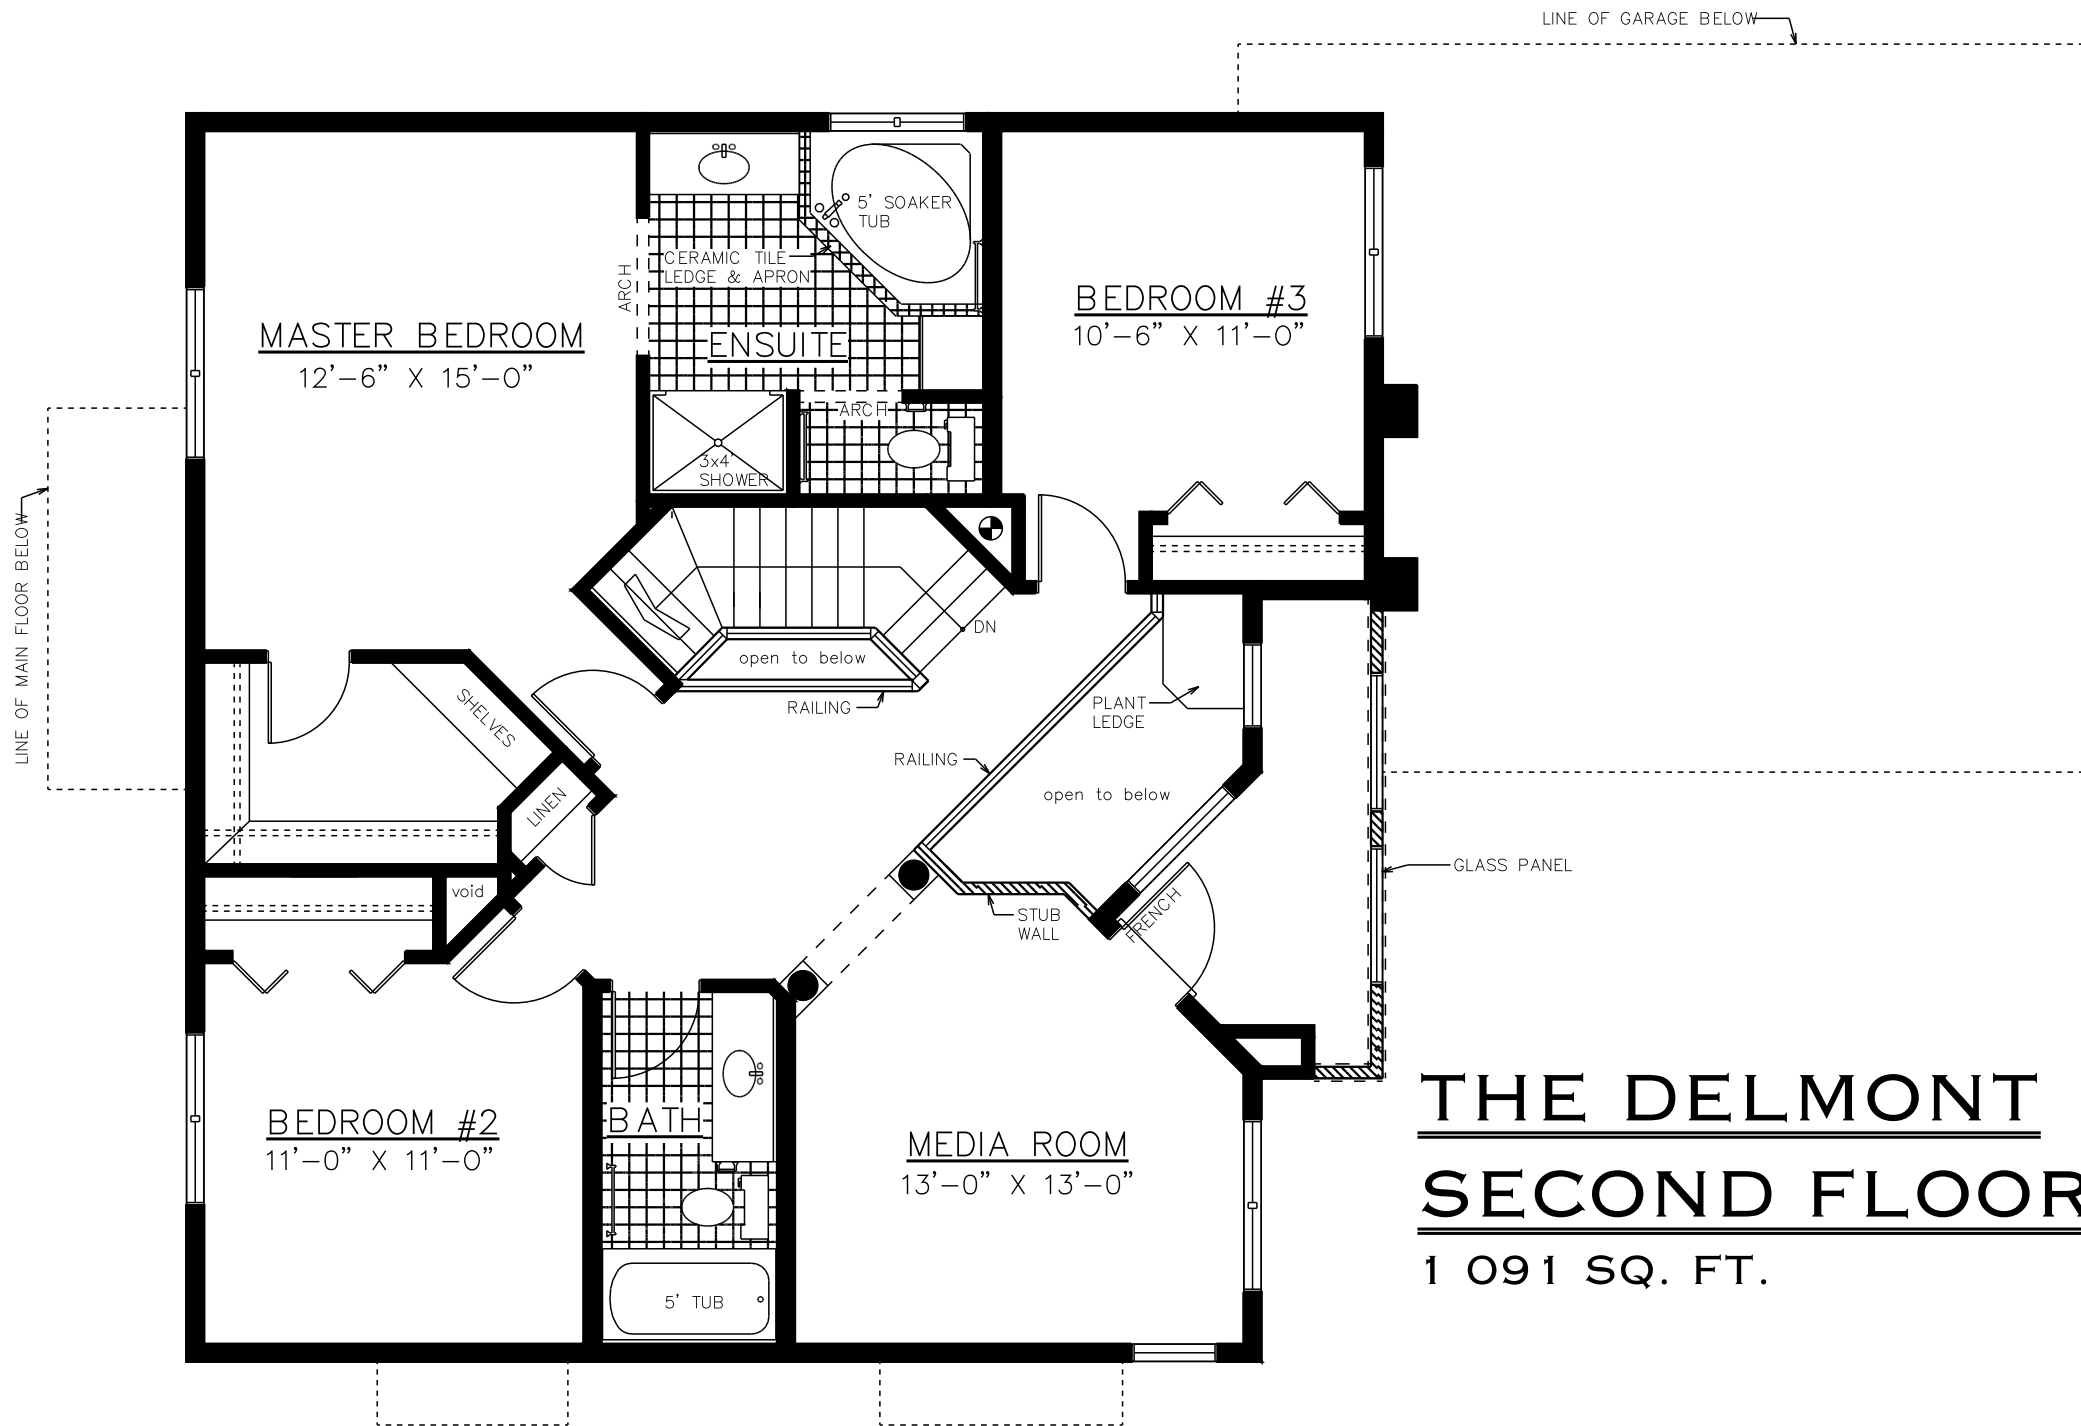 LINE OF GARAGE BELOW
5' SOAKER
TUB
CERAMIC TILE
LEDGE & APRON
ARCH
MASTER BEDROOM
12'-6" X 15'-0"
ENSUITE
BEDROOM #3
10'-6" X 11'-0"
ARCH
3x4'
SHOWER
LINE OF MAIN FLOOR BELOW
DN
open to below
RAILING
SHELVES
PLANT
LEDGE
RAILING
open to below
LINEN
void
GLASS PANEL
STUB
WALL
FRENCH
BEDROOM #2
11'-0" X 11'-0"
BATH
MEDIA ROOM
13'-0" X 13'-0"
5' TUB
THE DELMONT
SECOND FLOOR
1 091 SQ. FT.